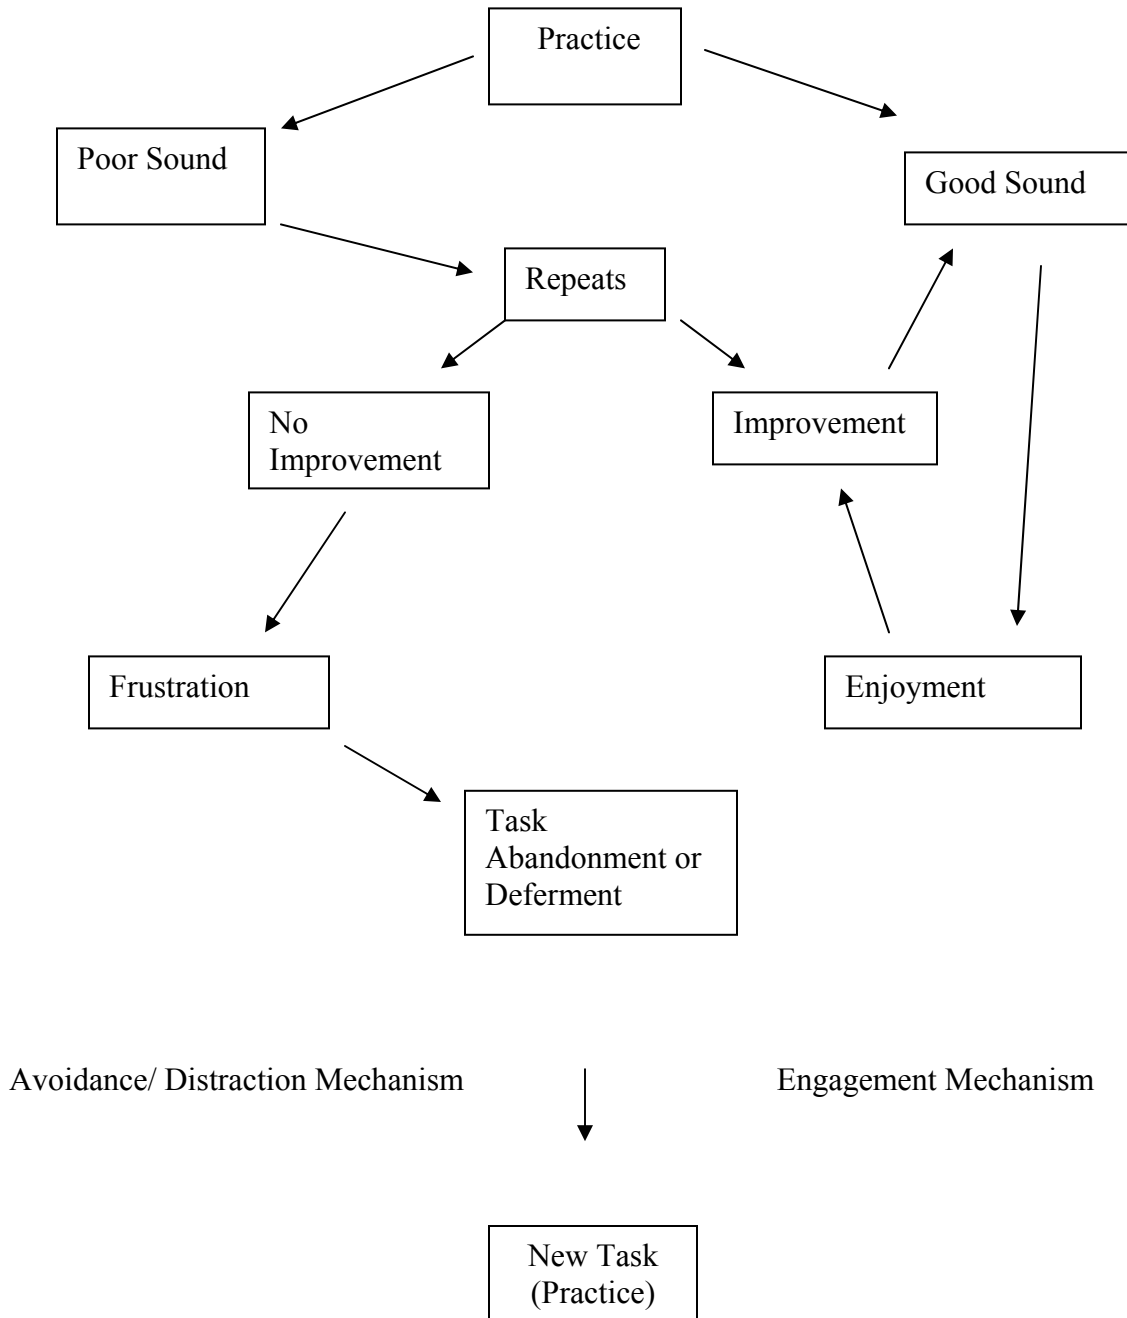 Practice
Poor Sound
Good Sound
Repeats
No
Improvement
Improvement
Frustration
Enjoyment
Task
Abandonment or
Deferment
Avoidance/ Distraction Mechanism
Engagement Mechanism
New Task
(Practice)